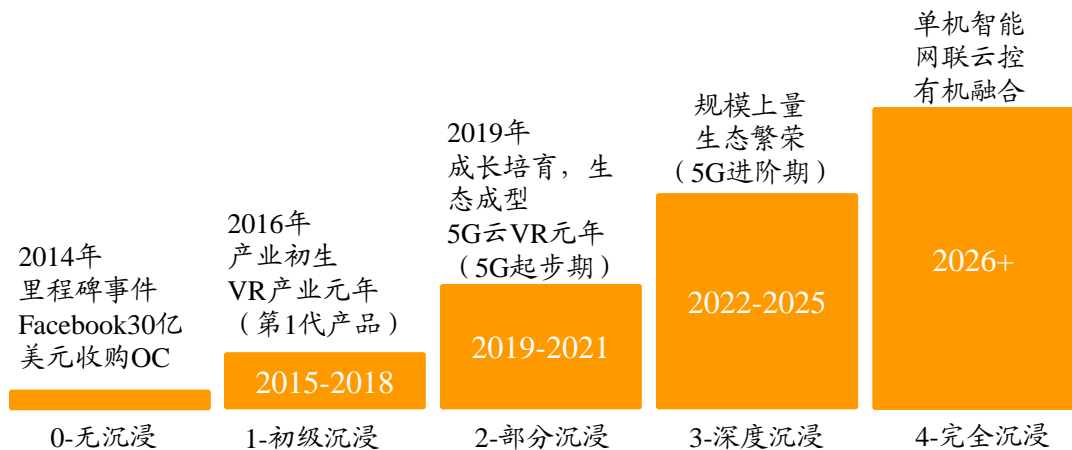 2014年
里程碑事件
Facebook30亿
美元收购OC
0-无沉浸
2016年
产业初生
VR产业元年
（第1代产品）
2015-2018
1-初级沉浸
2019年
成长培育，生
态成型
5G云VR元年
（5G起步期）
2019-2021
2-部分沉浸
规模上量
生态繁荣
（5G进阶期）
2022-2025
3-深度沉浸
单机智能
网联云控
有机融合
2026+
4-完全沉浸